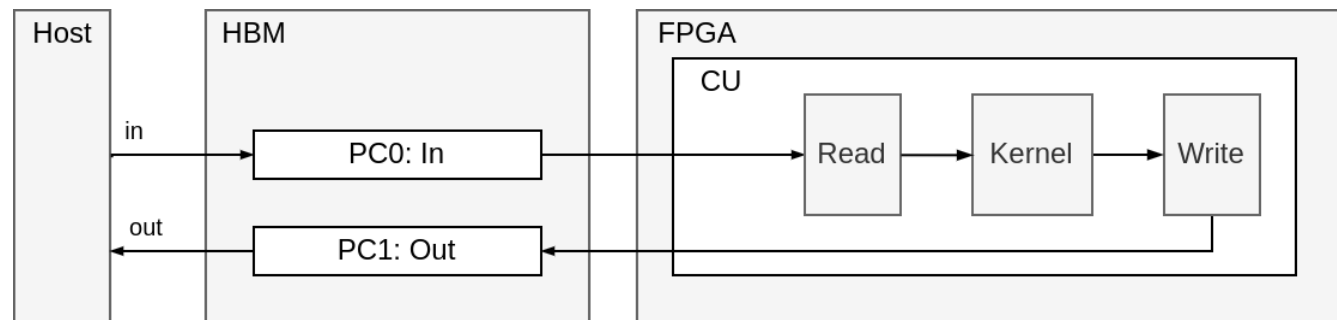 Host
HBM
FPGA
CU
in
PC0: In
Read
Kernel
Write
out
PC1: Out